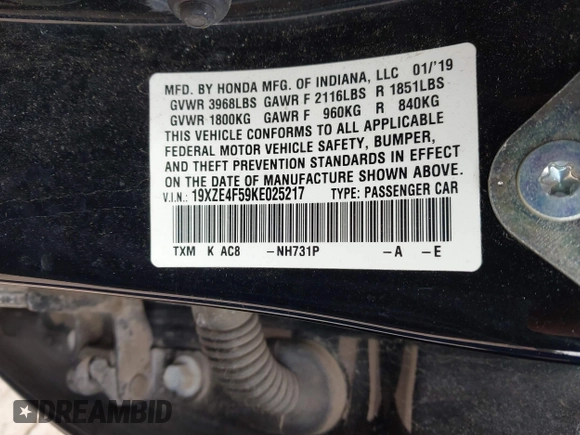 MFD. BY HONDA MFG. OF INDIANA, LLC 01/'19
GVWR 3968LBS GAWR F 2116LBS R 1851LBS
GVWR 1800KG GAWR F 960KG R 840KG
THIS VEHICLE CONFORMS TO ALL APPLICABLE
FEDERAL MOTOR VEHICLE SAFETY, BUMPER,
AND THEFT PREVENTION STANDARDS IN EFFECT
ON THE DATE OF MANUFACTURE SHOWN ABOVE.
V.I.N.: 19XZE4F59KE025217 TYPE: PASSENGER CAR
TXM K AC8 -NH731P -A -E
DREAMBID